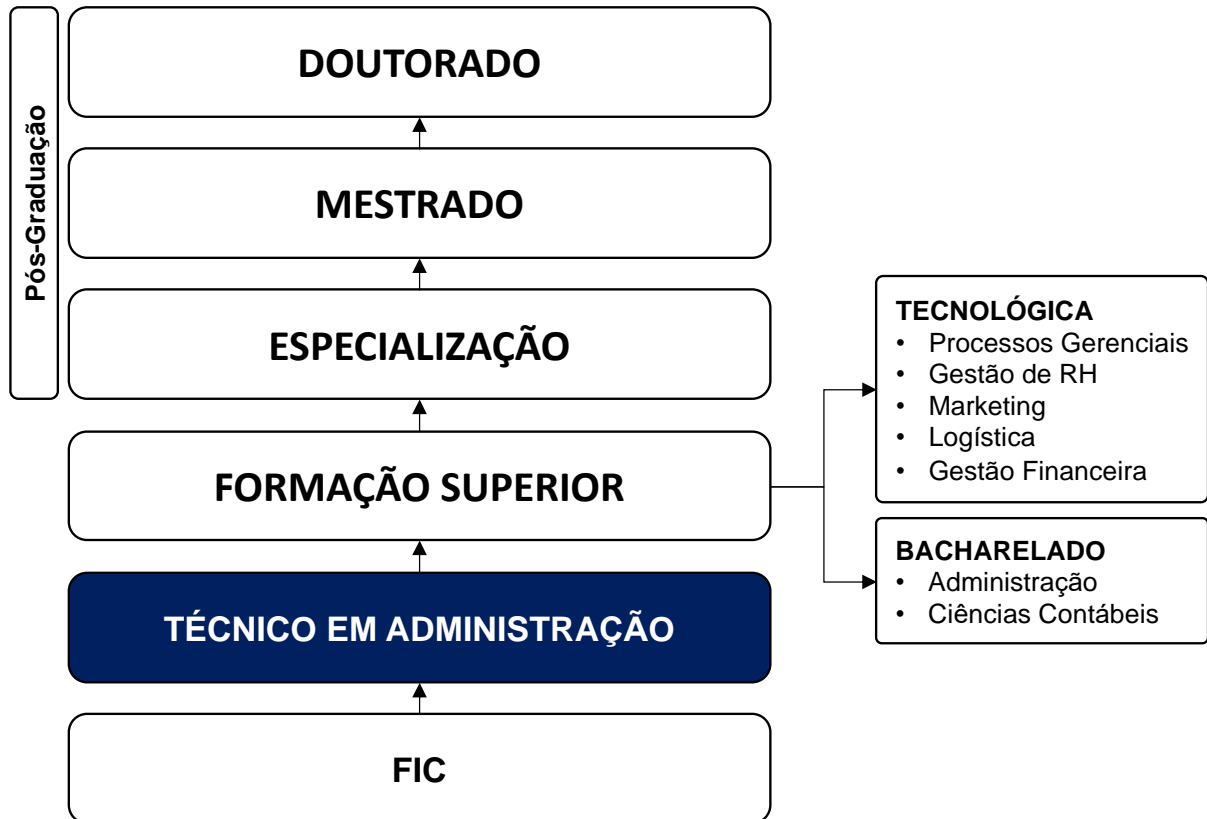 Pós-Graduação
DOUTORADO
MESTRADO
ESPECIALIZAÇÃO
FORMAÇÃO SUPERIOR
TÉCNICO EM ADMINISTRAÇÃO
FIC
TECNOLÓGICA
• Processos Gerenciais
• Gestão de RH
• Marketing
• Logística
• Gestão Financeira
BACHARELADO
• Administração
• Ciências Contábeis